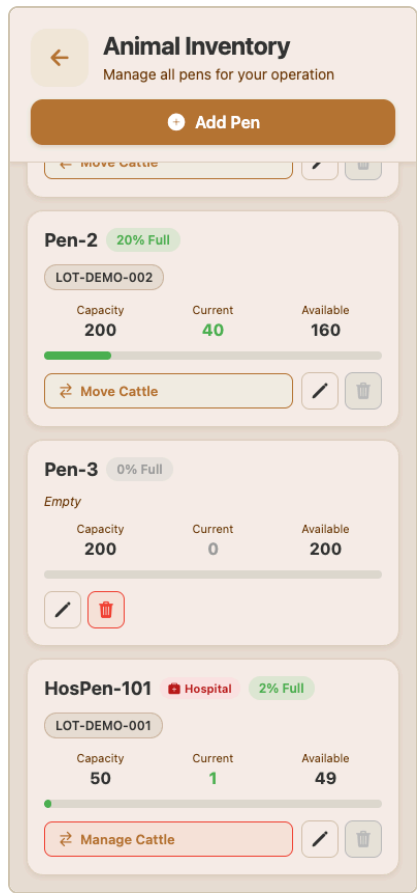 Animal Inventory
Manage all pens for your operation
Add Pen
Move Cattle
Pen-2 20% Full
LOT-DEMO-002
Capacity Current Available
200 40 160
Move Cattle
Pen-3 0% Full
Empty
Capacity Current Available
200 0 200
HosPen-101 Hospital 2% Full
LOT-DEMO-001
Capacity Current Available
50 1 49
Manage Cattle